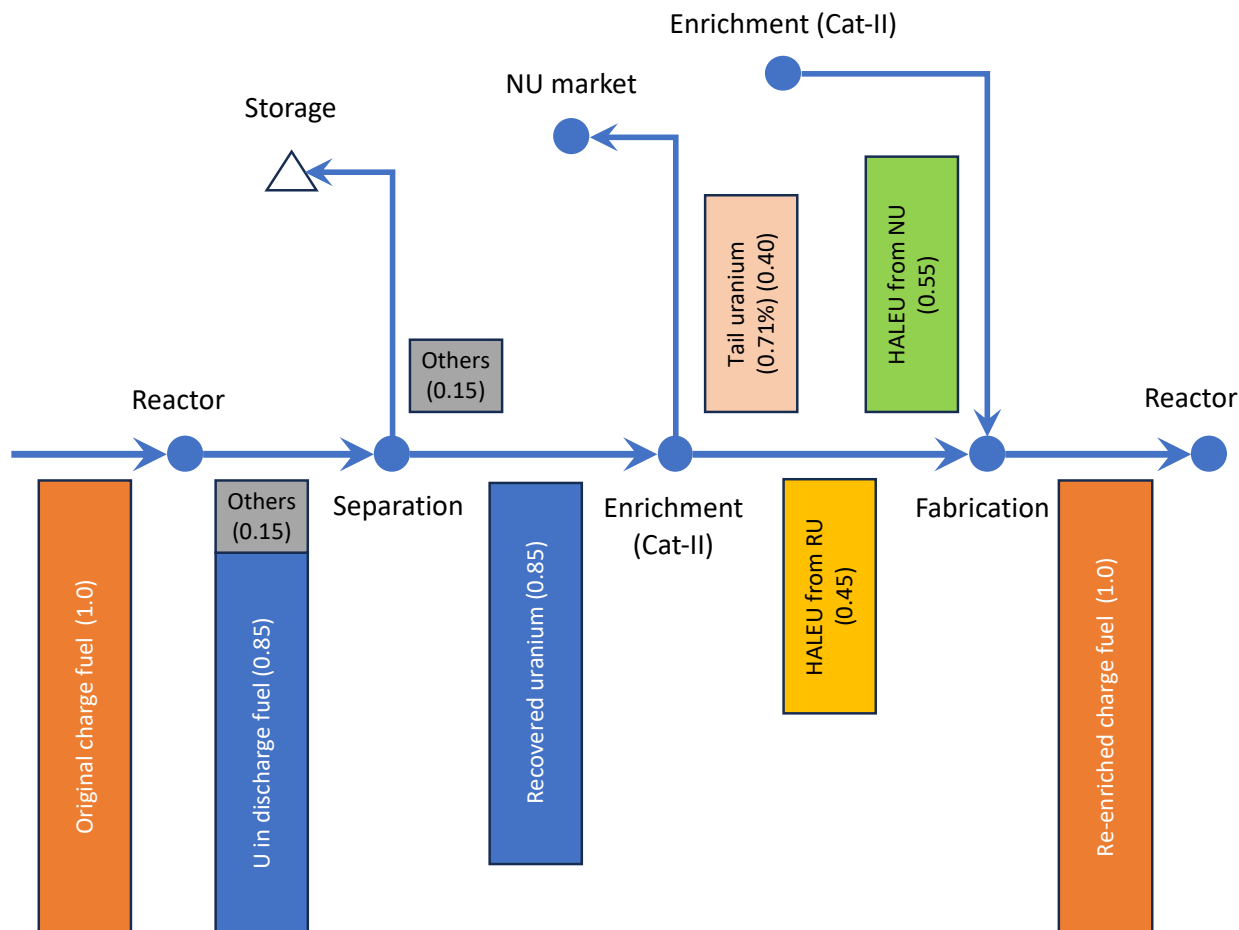 Enrichment (Cat-II)
NU market
Storage
Tail uranium
(0.71%) (0.40)
HALEU from NU
(0.55)
Others
(0.15)
Reactor
Reactor
Others
(0.15)
Separation
Enrichment
(Cat-II)
Fabrication
Original charge fuel  (1.0)
U in discharge fuel (0.85)
Recovered uranium (0.85)
HALEU from RU
(0.45)
Re-enriched charge fuel  (1.0)